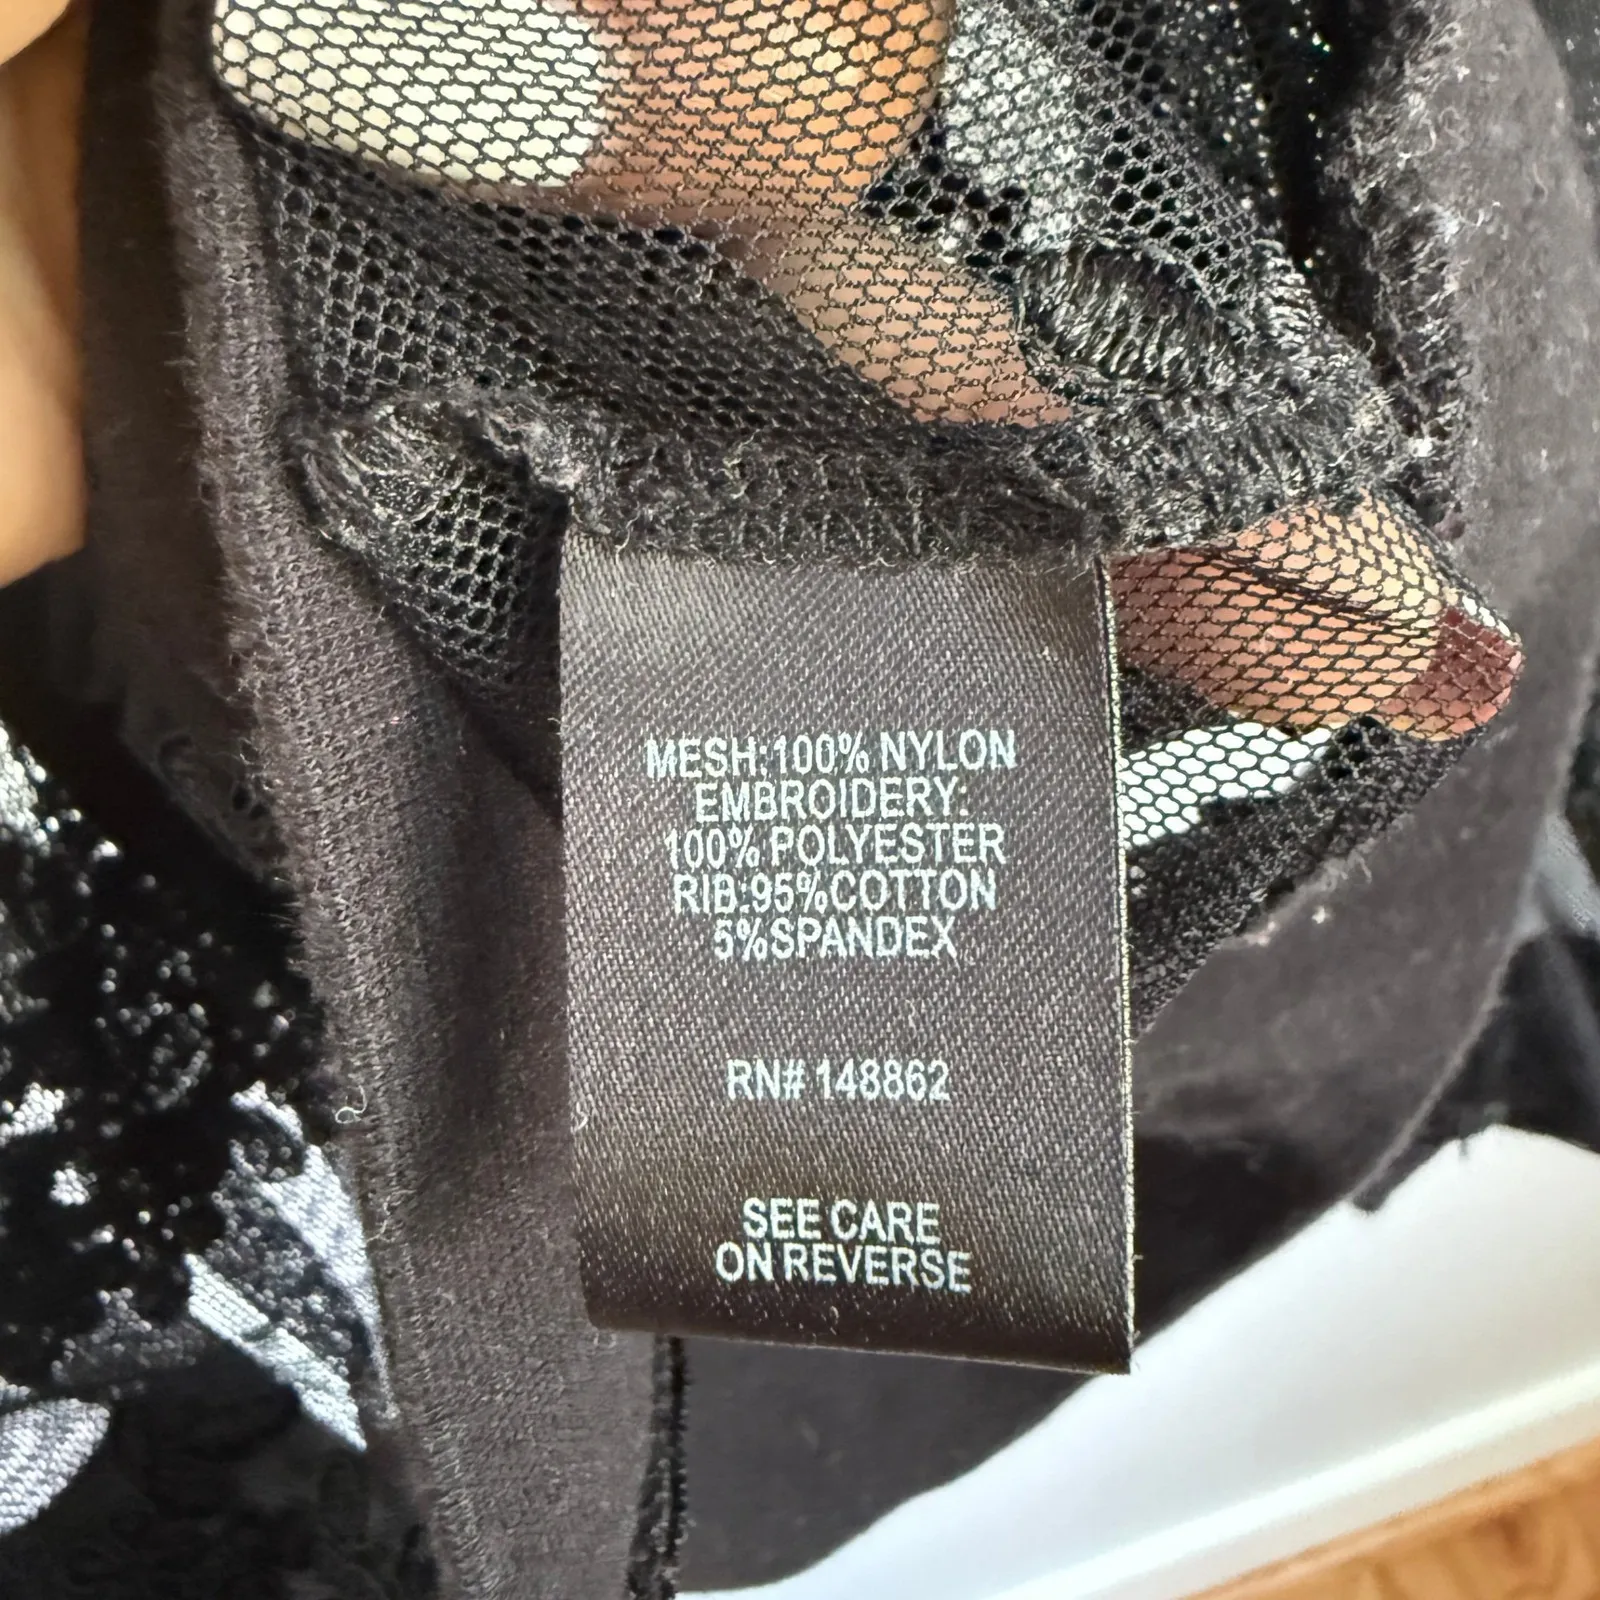 MESH:100% NYLON
EMBROIDERY:
100% POLYESTER
RIB:95%COTTON
5%SPANDEX
RN# 148862
SEE CARE
ON REVERSE